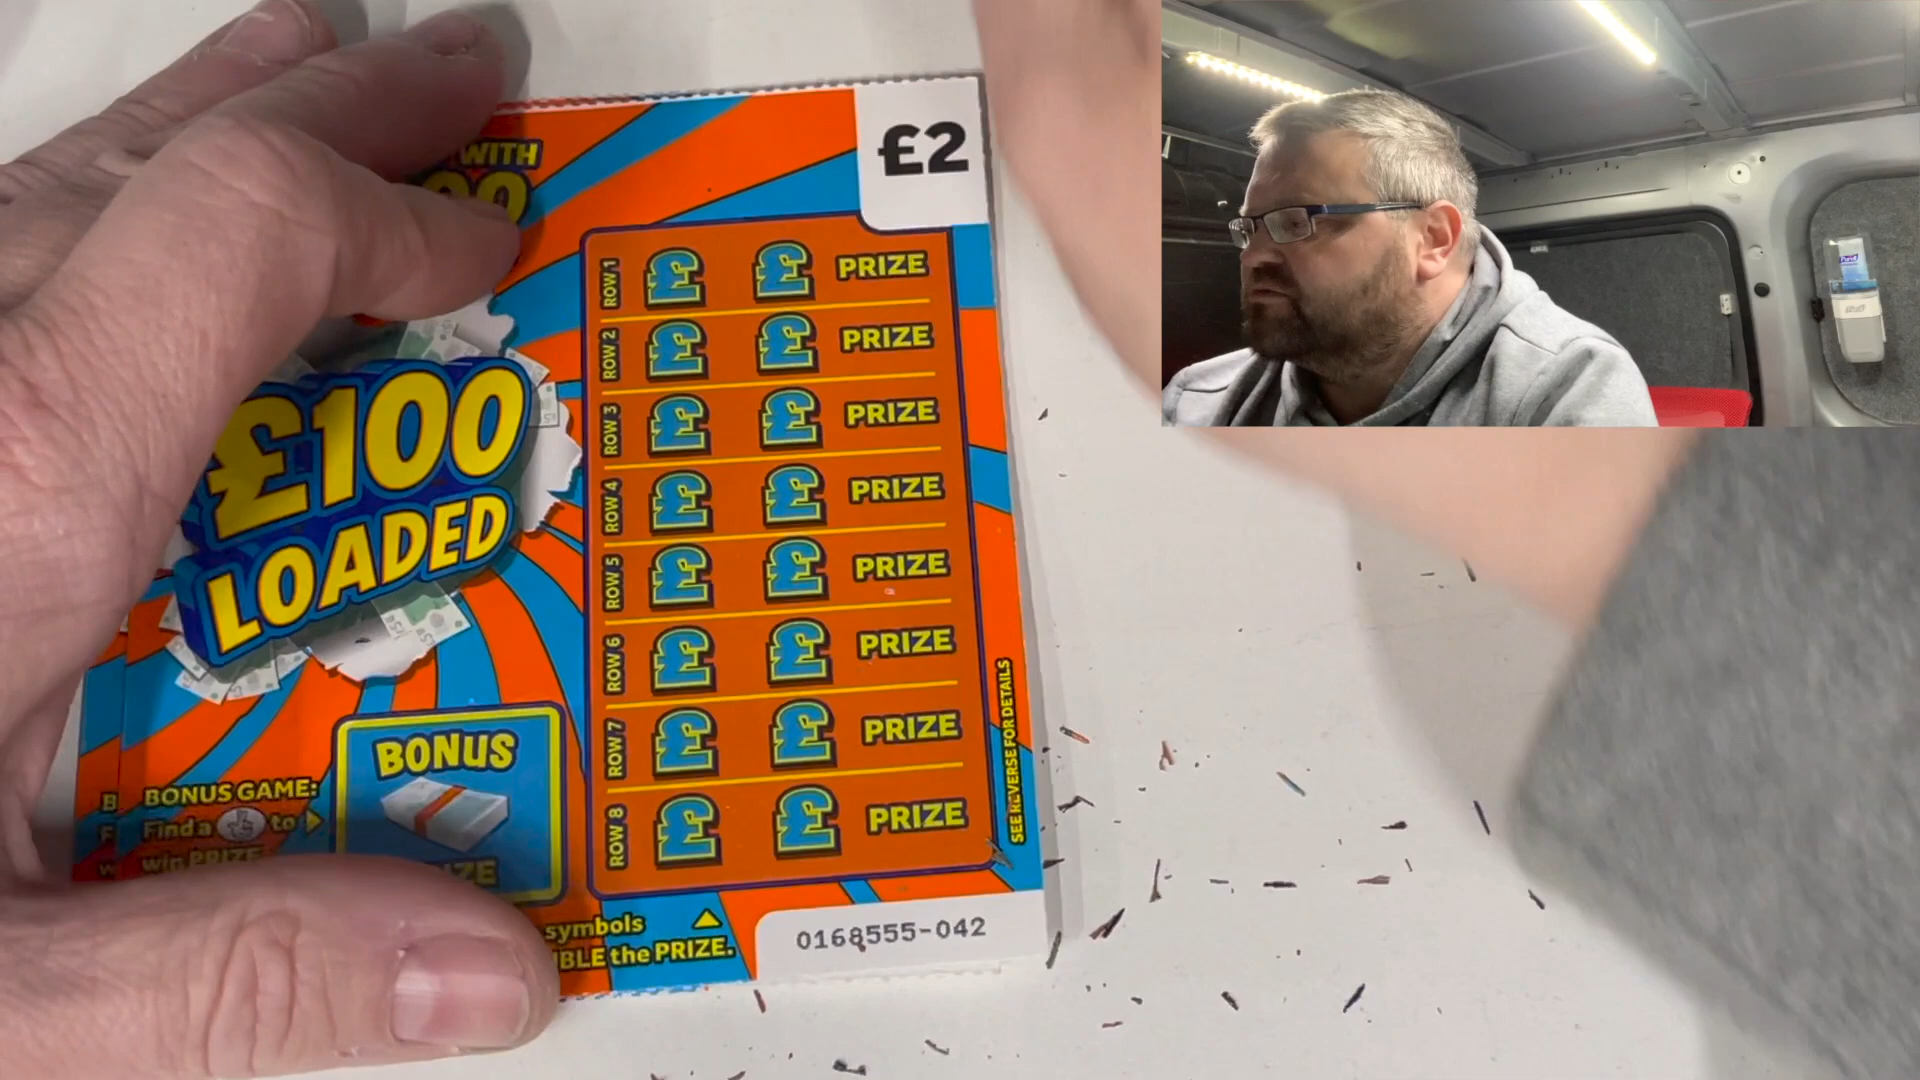 WITH
£2
£100
LOADED
ROW 1 £ £ PRIZE
ROW 2 £ £ PRIZE
ROW 3 £ £ PRIZE
ROW 4 £ £ PRIZE
ROW 5 £ £ PRIZE
ROW 6 £ £ PRIZE
ROW 7 £ £ PRIZE
ROW 8 £ £ PRIZE
SEE REVERSE FOR DETAILS
BONUS
BONUS GAME:
Find a to
win PRIZE
symbols
the PRIZE.
0168555-042